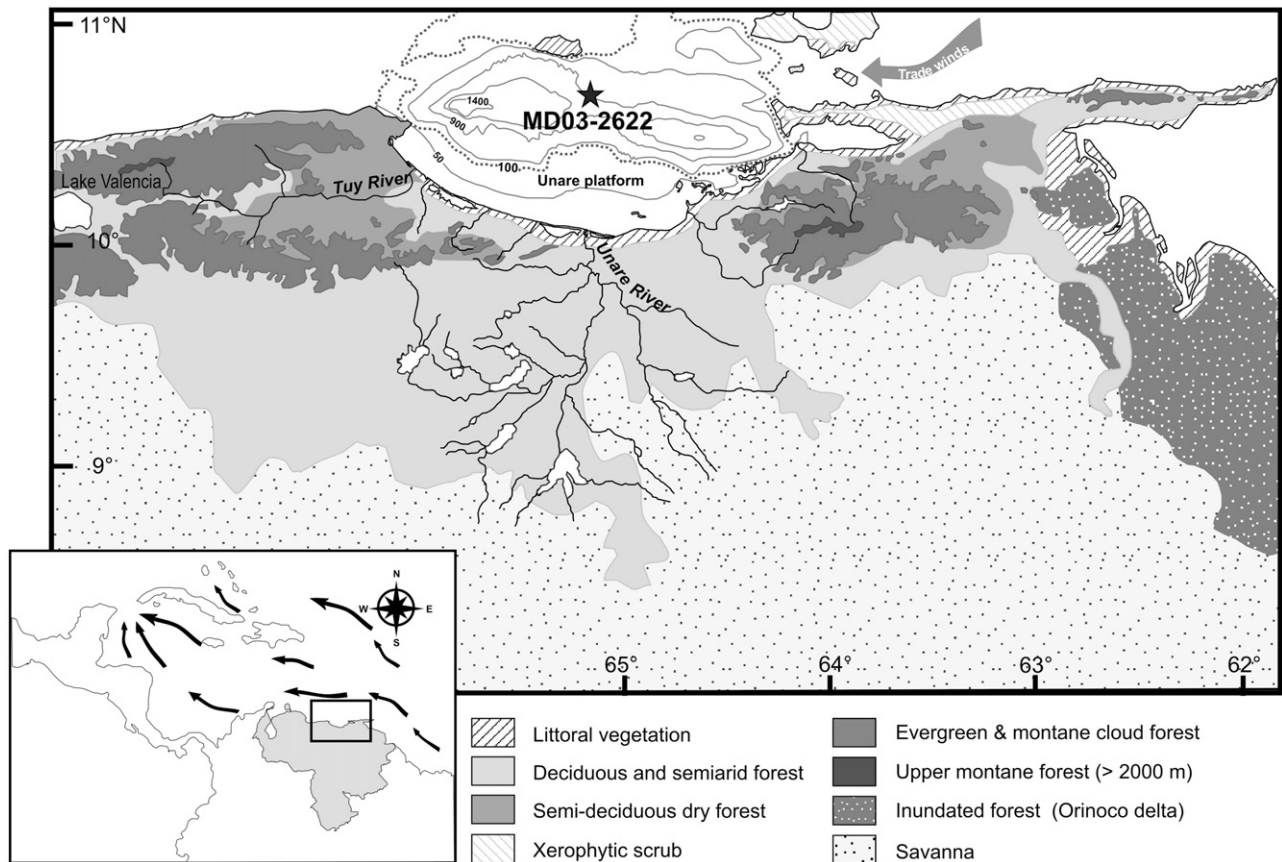 11°N
Trade winds
1400
MD03-2622
900
50
100
Unare platform
Lake Valencia
Tuy River
10°
Unare River
9°
65°
64°
63°
62°
N
W
E
S
Littoral vegetation
Deciduous and semiarid forest
Semi-deciduous dry forest
Xerophytic scrub
Evergreen & montane cloud forest
Upper montane forest (> 2000 m)
Inundated forest (Orinoco delta)
Savanna